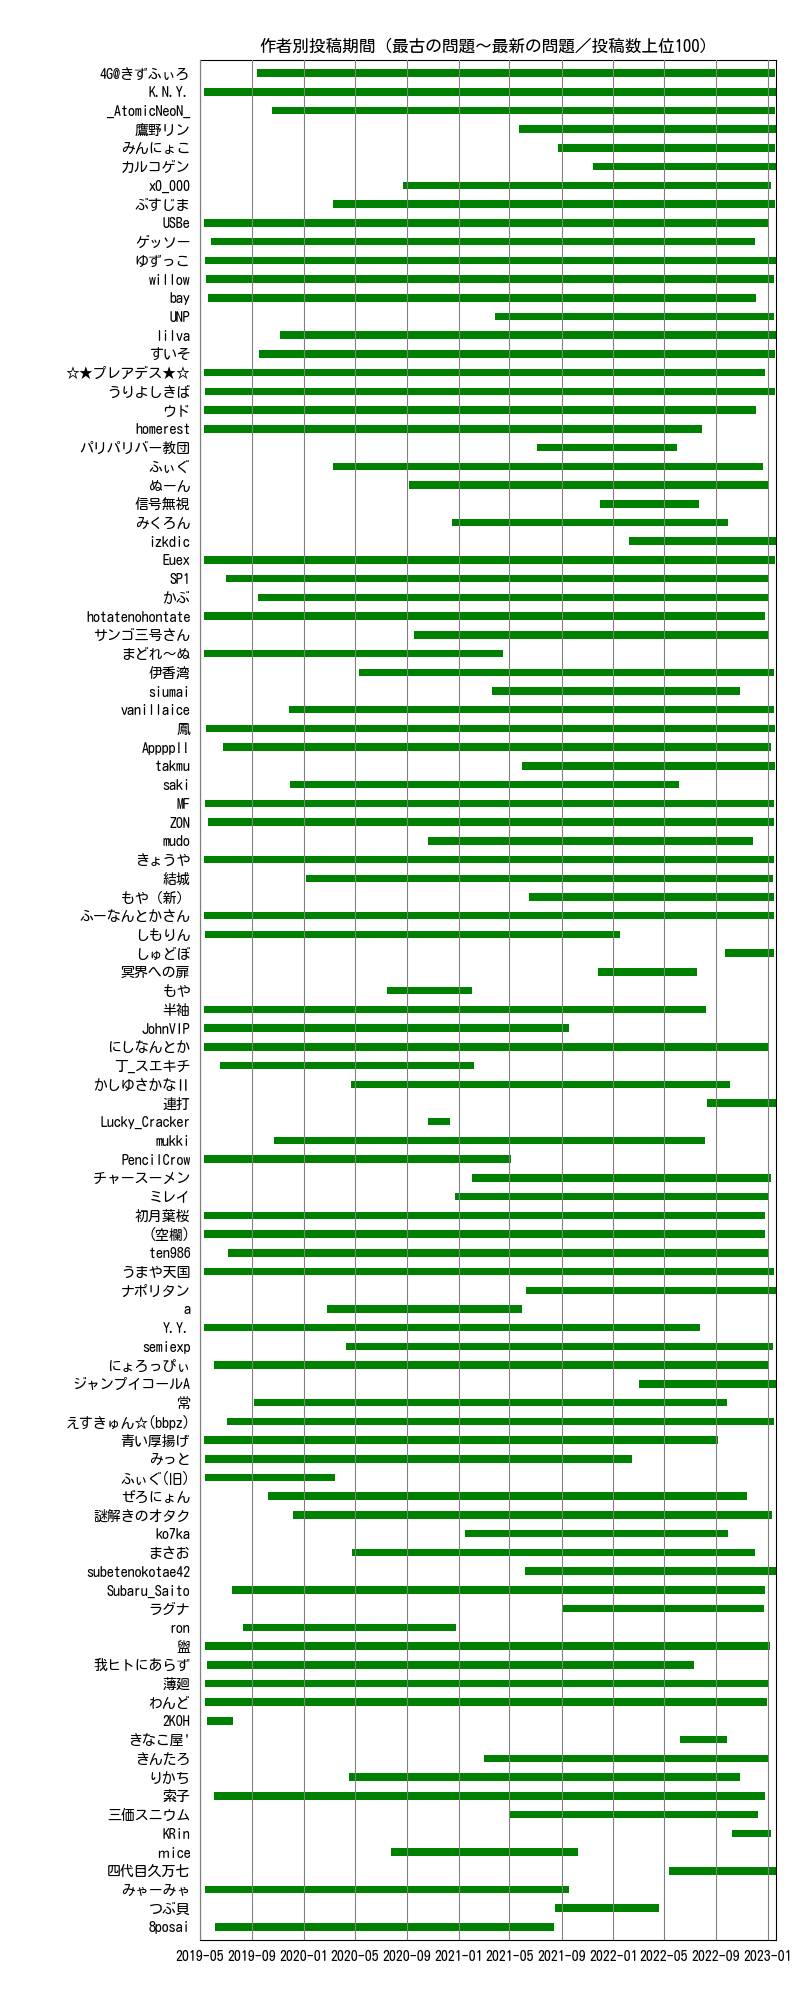 作者別投稿期間（最古の問題～最新の問題／投稿数上位100）
4G@きずふぃろ
K.N.Y.
_AtomicNeoN_
鷹野リン
みんにょこ
カルコゲン
x0_000
ぶすじま
USBe
ゲッソー
ゆずっこ
willow
bay
UNP
lilva
すいそ
☆★プレアデス★☆
うりよしきば
ウド
homerest
パリパリバー教団
ふぃぐ
ぬーん
信号無視
みくろん
izkdic
Euex
SP1
かぶ
hotatenohontate
サンゴ三号さん
まどれ～ぬ
伊香湾
siumai
vanillaice
鳳
Appppll
takmu
saki
MF
ZON
mudo
きょうや
結城
もや（新）
ふーなんとかさん
しもりん
しゅどぼ
冥界への扉
もや
半袖
JohnVIP
にしなんとか
丁_スエキチ
かしゆさかなⅡ
連打
Lucky_Cracker
mukki
PencilCrow
チャースーメン
ミレイ
初月葉桜
(空欄)
ten986
うまや天国
ナポリタン
a
Y.Y.
semiexp
にょろっぴぃ
ジャンプイコールA
常
えすきゅん☆(bbpz)
青い厚揚げ
みっと
ふぃぐ(旧)
ぜろにょん
謎解きのオタク
ko7ka
まさお
subetenokotae42
Subaru_Saito
ラグナ
ron
盥
我ヒトにあらず
薄廻
わんど
2KOH
きなこ屋'
きんたろ
りかち
索子
三価スニウム
KRin
mice
四代目久万七
みゃーみゃ
つぶ貝
8posai
2019-05 2019-09 2020-01 2020-05 2020-09 2021-01 2021-05 2021-09 2022-01 2022-05 2022-09 2023-01